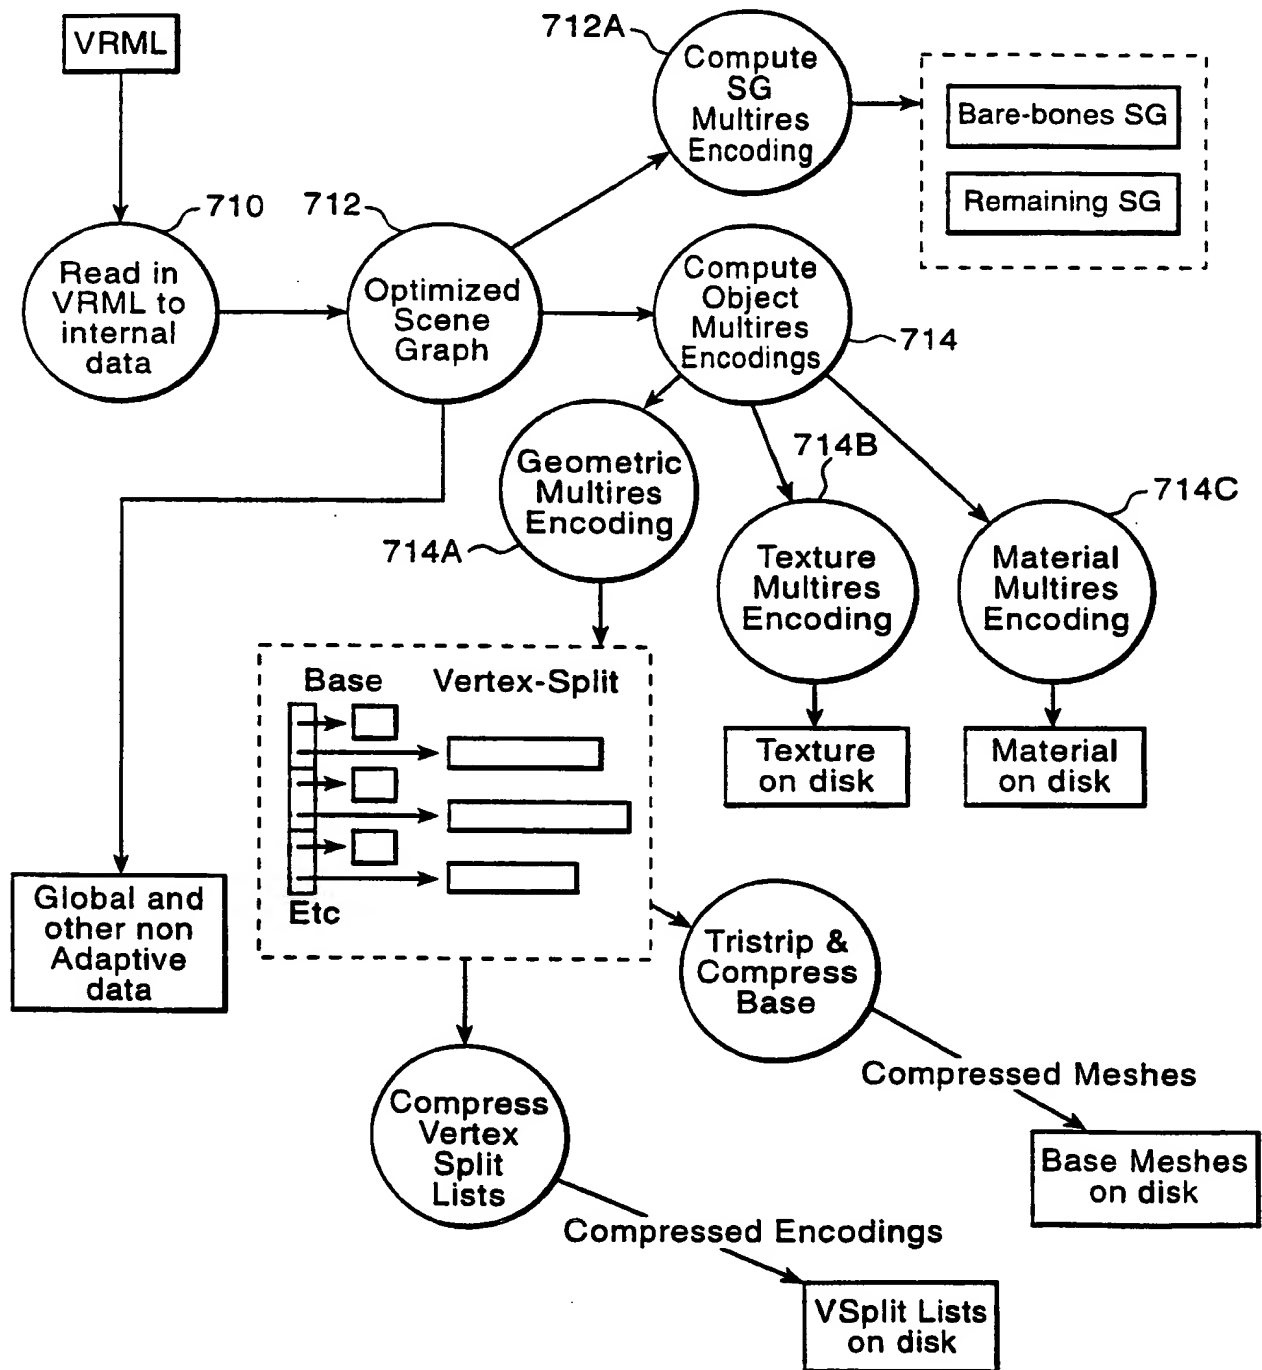 VRML
712A
Compute
SG
Multires
Encoding
Bare-bones SG
Remaining SG
710
712
Read in
VRML to
internal
data
Optimized
Scene
Graph
Compute
Object
Multires
Encodings
714
Geometric
Multires
Encoding
714A
714B
Texture
Multires
Encoding
714C
Material
Multires
Encoding
Base Vertex-Split
Etc
Texture
on disk
Material
on disk
Global and
other non
Adaptive
data
Tristrip &
Compress
Base
Compressed Meshes
Base Meshes
on disk
Compress
Vertex
Split
Lists
Compressed Encodings
VSplit Lists
on disk